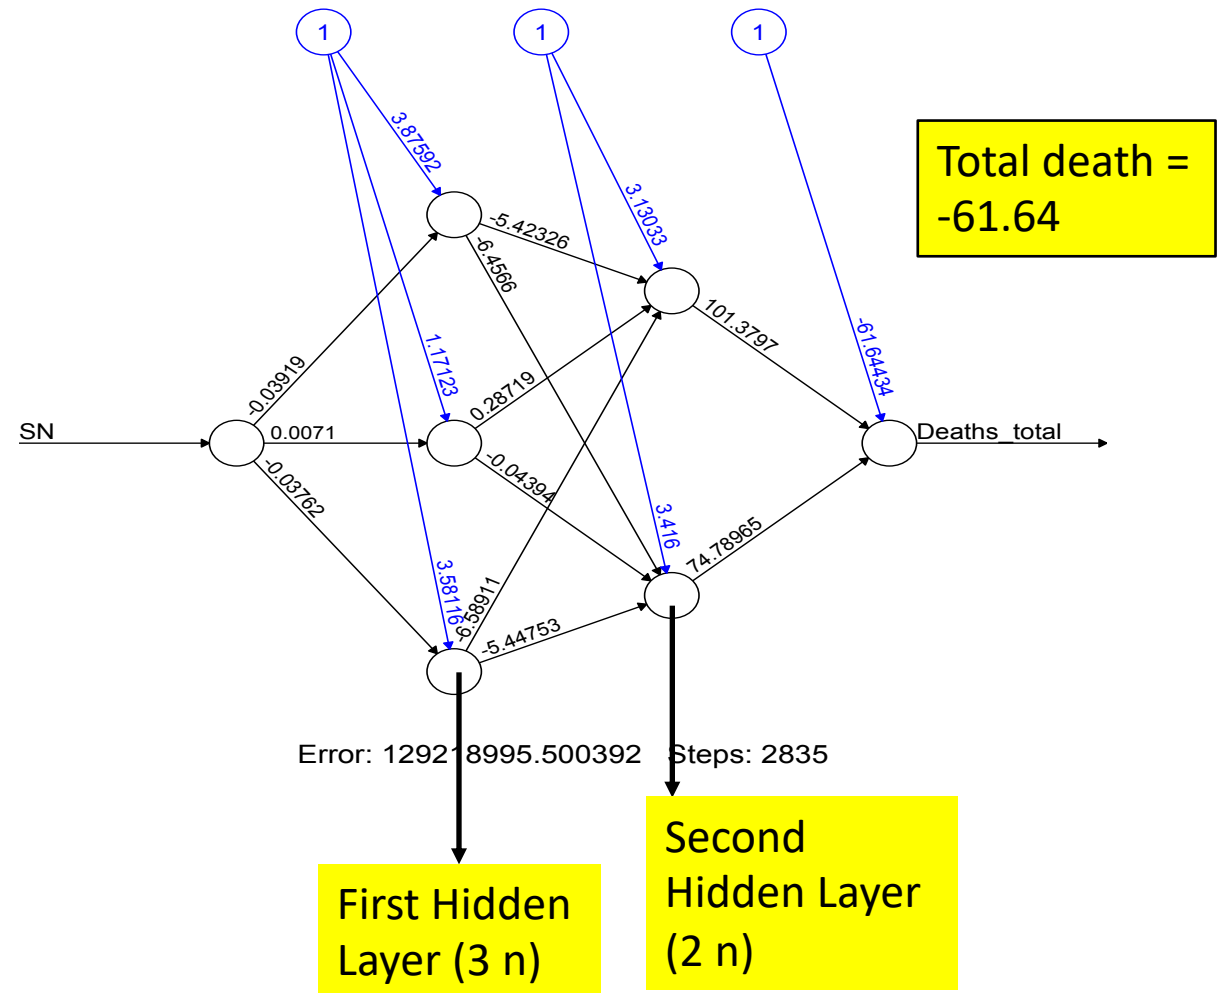 1
1
1
3.87592
3.13033
Total death =
-61.64
-5.42326
-6.4566
101.3797
-61.64434
1.17123
-0.03919
0.28719
SN
0.0071
Deaths_total
-0.03762
-0.04394
3.416
74.78965
3.58116
-6.58911
-5.44753
Error: 129218995.500392 Steps: 2835
Second
Hidden Layer
(2 n)
First Hidden
Layer (3 n)